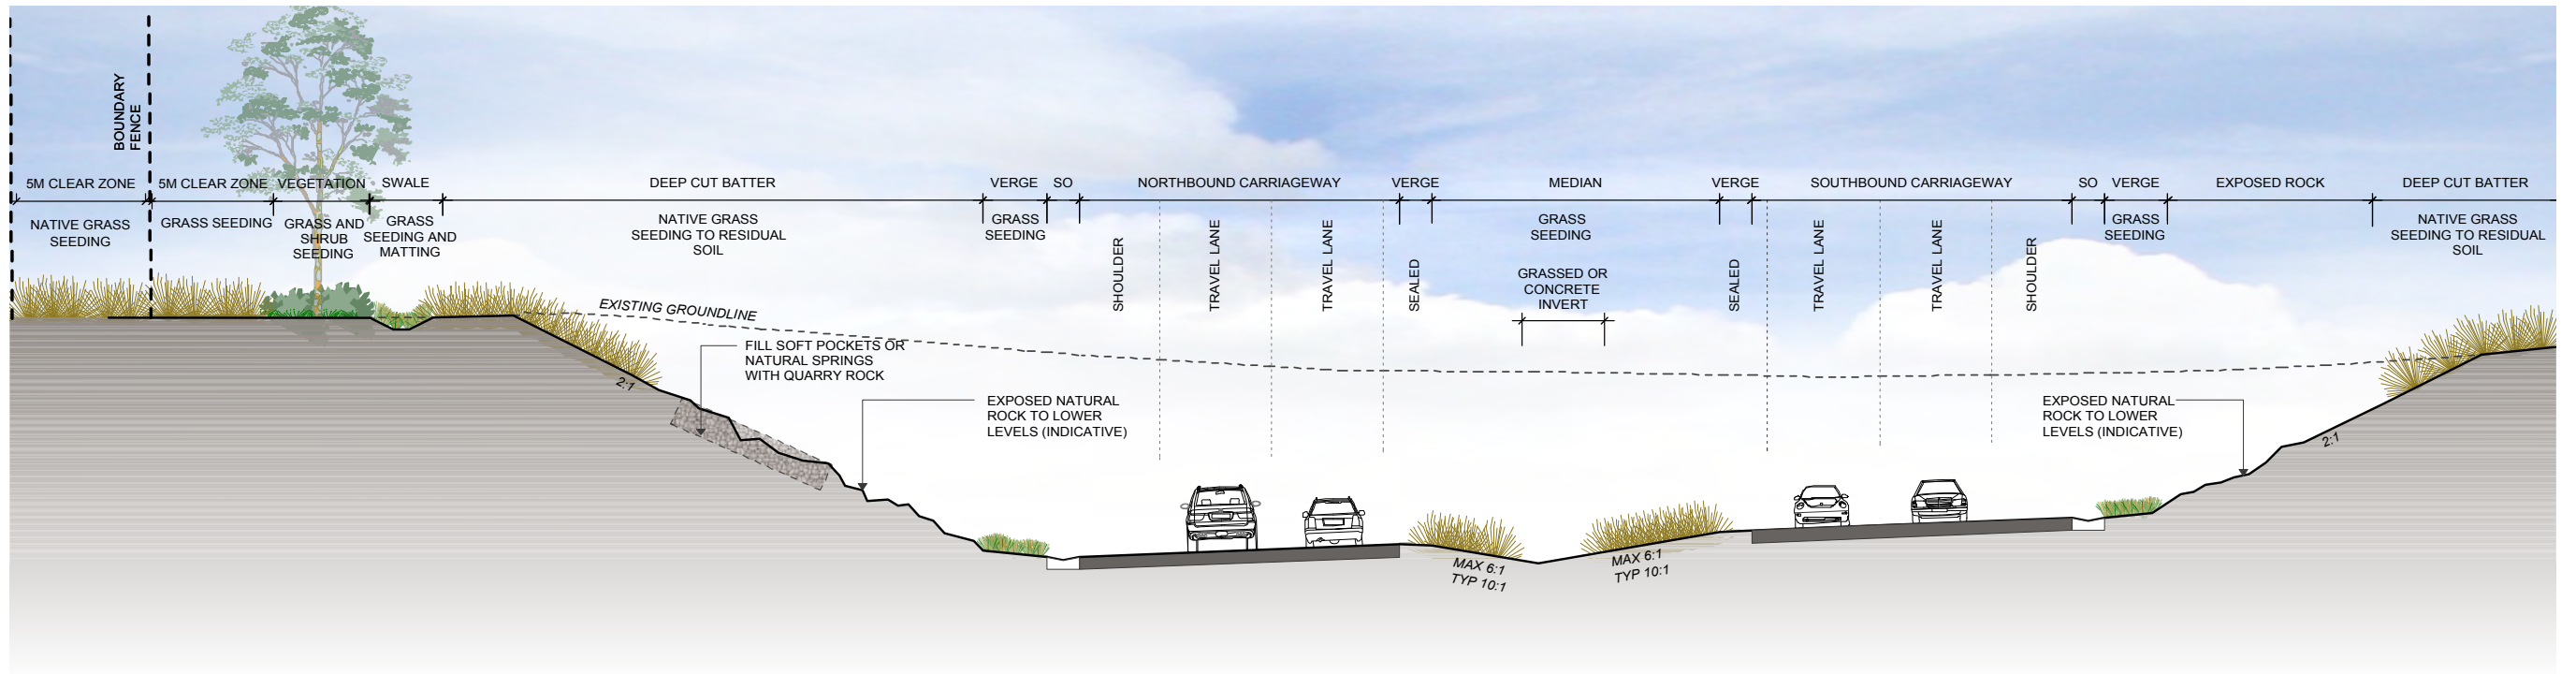 BOUNDARY
FENCE
5M CLEAR ZONE
5M CLEAR ZONE
VEGETATION
SWALE
DEEP CUT BATTER
VERGE
SO
NORTHBOUND CARRIAGEWAY
VERGE
MEDIAN
VERGE
SOUTHBOUND CARRIAGEWAY
SO
VERGE
EXPOSED ROCK
DEEP CUT BATTER
NATIVE GRASS
SEEDING
GRASS SEEDING
GRASS AND
SHRUB
SEEDING
GRASS
SEEDING AND
MATTING
NATIVE GRASS
SEEDING TO RESIDUAL
SOIL
GRASS
SEEDING
SHOULDER
TRAVEL LANE
TRAVEL LANE
SEALED
GRASS
SEEDING
GRASSED OR
CONCRETE
INVERT
SEALED
TRAVEL LANE
TRAVEL LANE
SHOULDER
GRASS
SEEDING
NATIVE GRASS
SEEDING TO RESIDUAL
SOIL
EXISTING GROUNDLINE
FILL SOFT POCKETS OR
NATURAL SPRINGS
WITH QUARRY ROCK
2:1
EXPOSED NATURAL
ROCK TO LOWER
LEVELS (INDICATIVE)
EXPOSED NATURAL
ROCK TO LOWER
LEVELS (INDICATIVE)
2:1
MAX 6:1
TYP 10:1
MAX 6:1
TYP 10:1